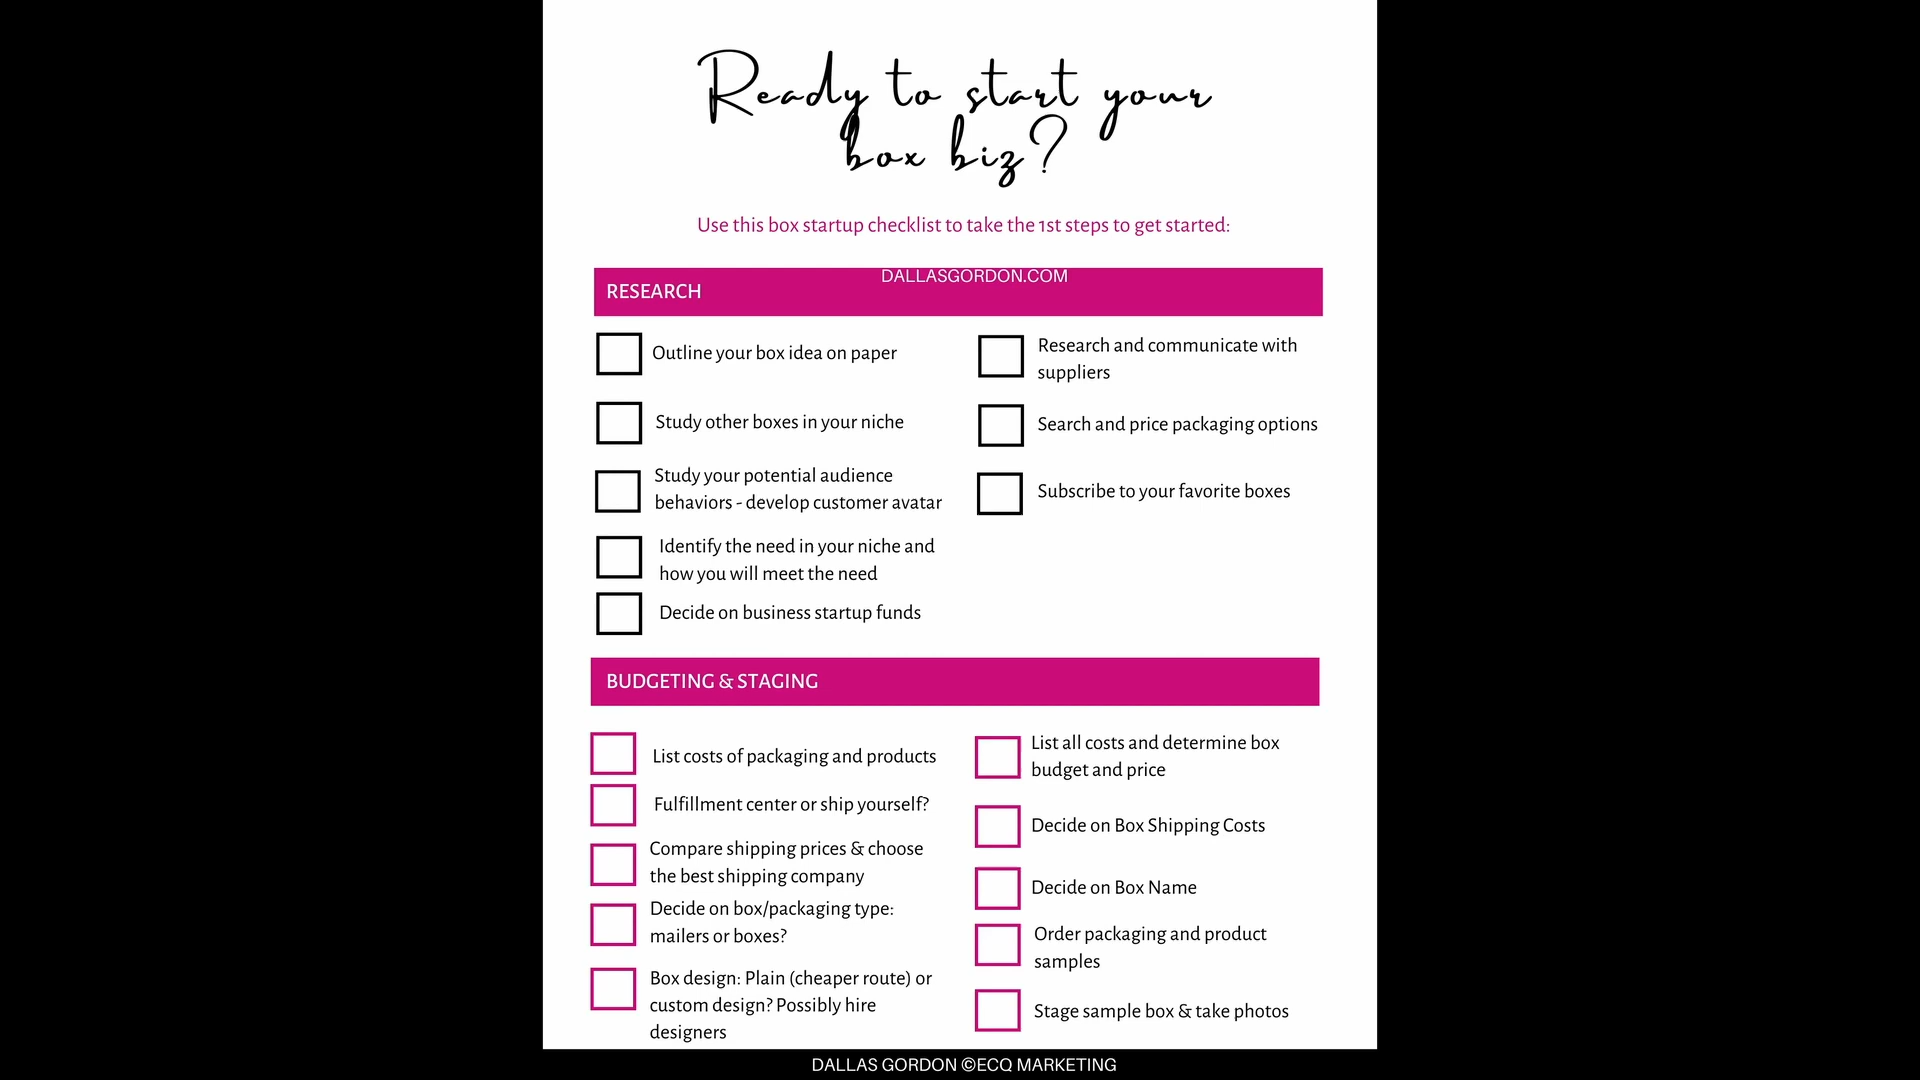 Ready to start your
box biz?
Use this box startup checklist to take the 1st steps to get started:
DALLASGORDON.COM
RESEARCH
Outline your box idea on paper
Study other boxes in your niche
Study your potential audience
behaviors - develop customer avatar
Identify the need in your niche and
how you will meet the need
Decide on business startup funds
Research and communicate with
suppliers
Search and price packaging options
Subscribe to your favorite boxes
BUDGETING & STAGING
List costs of packaging and products
Fulfillment center or ship yourself?
Compare shipping prices & choose
the best shipping company
Decide on box/packaging type:
mailers or boxes?
Box design: Plain (cheaper route) or
custom design? Possibly hire
designers
List all costs and determine box
budget and price
Decide on Box Shipping Costs
Decide on Box Name
Order packaging and product
samples
Stage sample box & take photos
DALLAS GORDON ©ECQ MARKETING